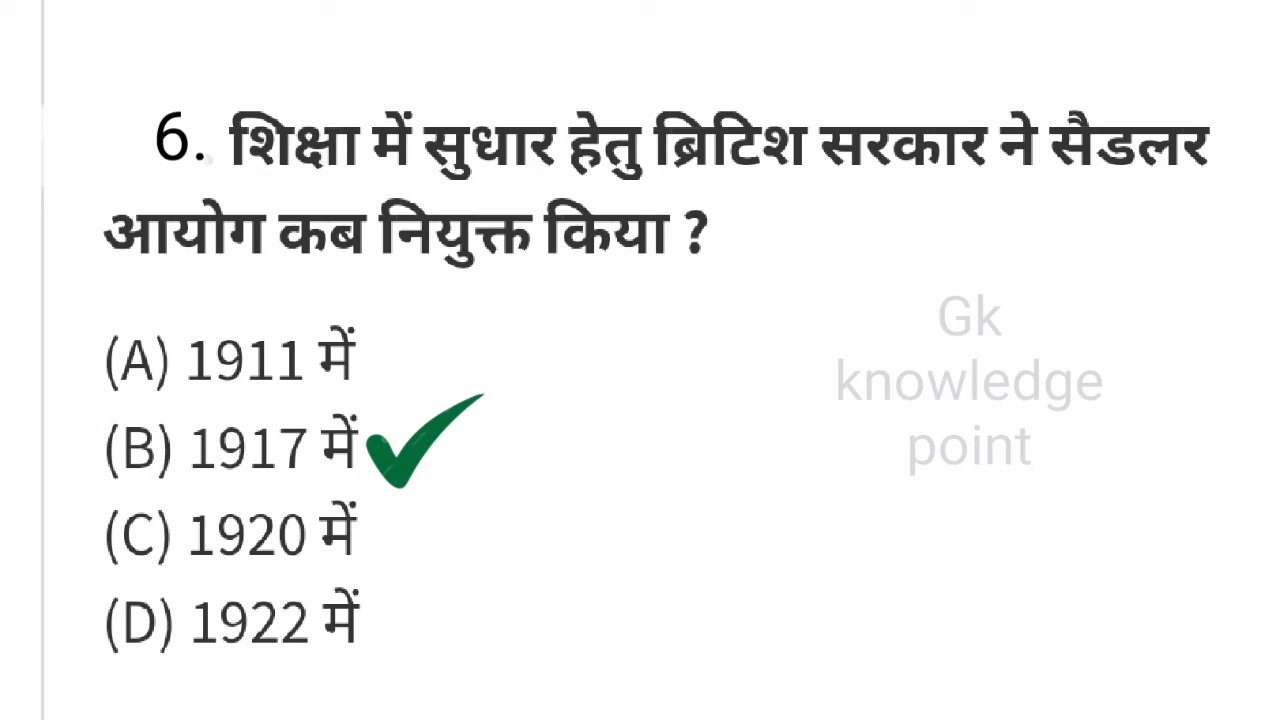 6. शिक्षा में सुधार हेतु ब्रिटिश सरकार ने सैडलर
आयोग कब नियुक्त किया ?
(A) 1911 में
(B) 1917 में
(C) 1920 में
(D) 1922 में
Gk
knowledge
point